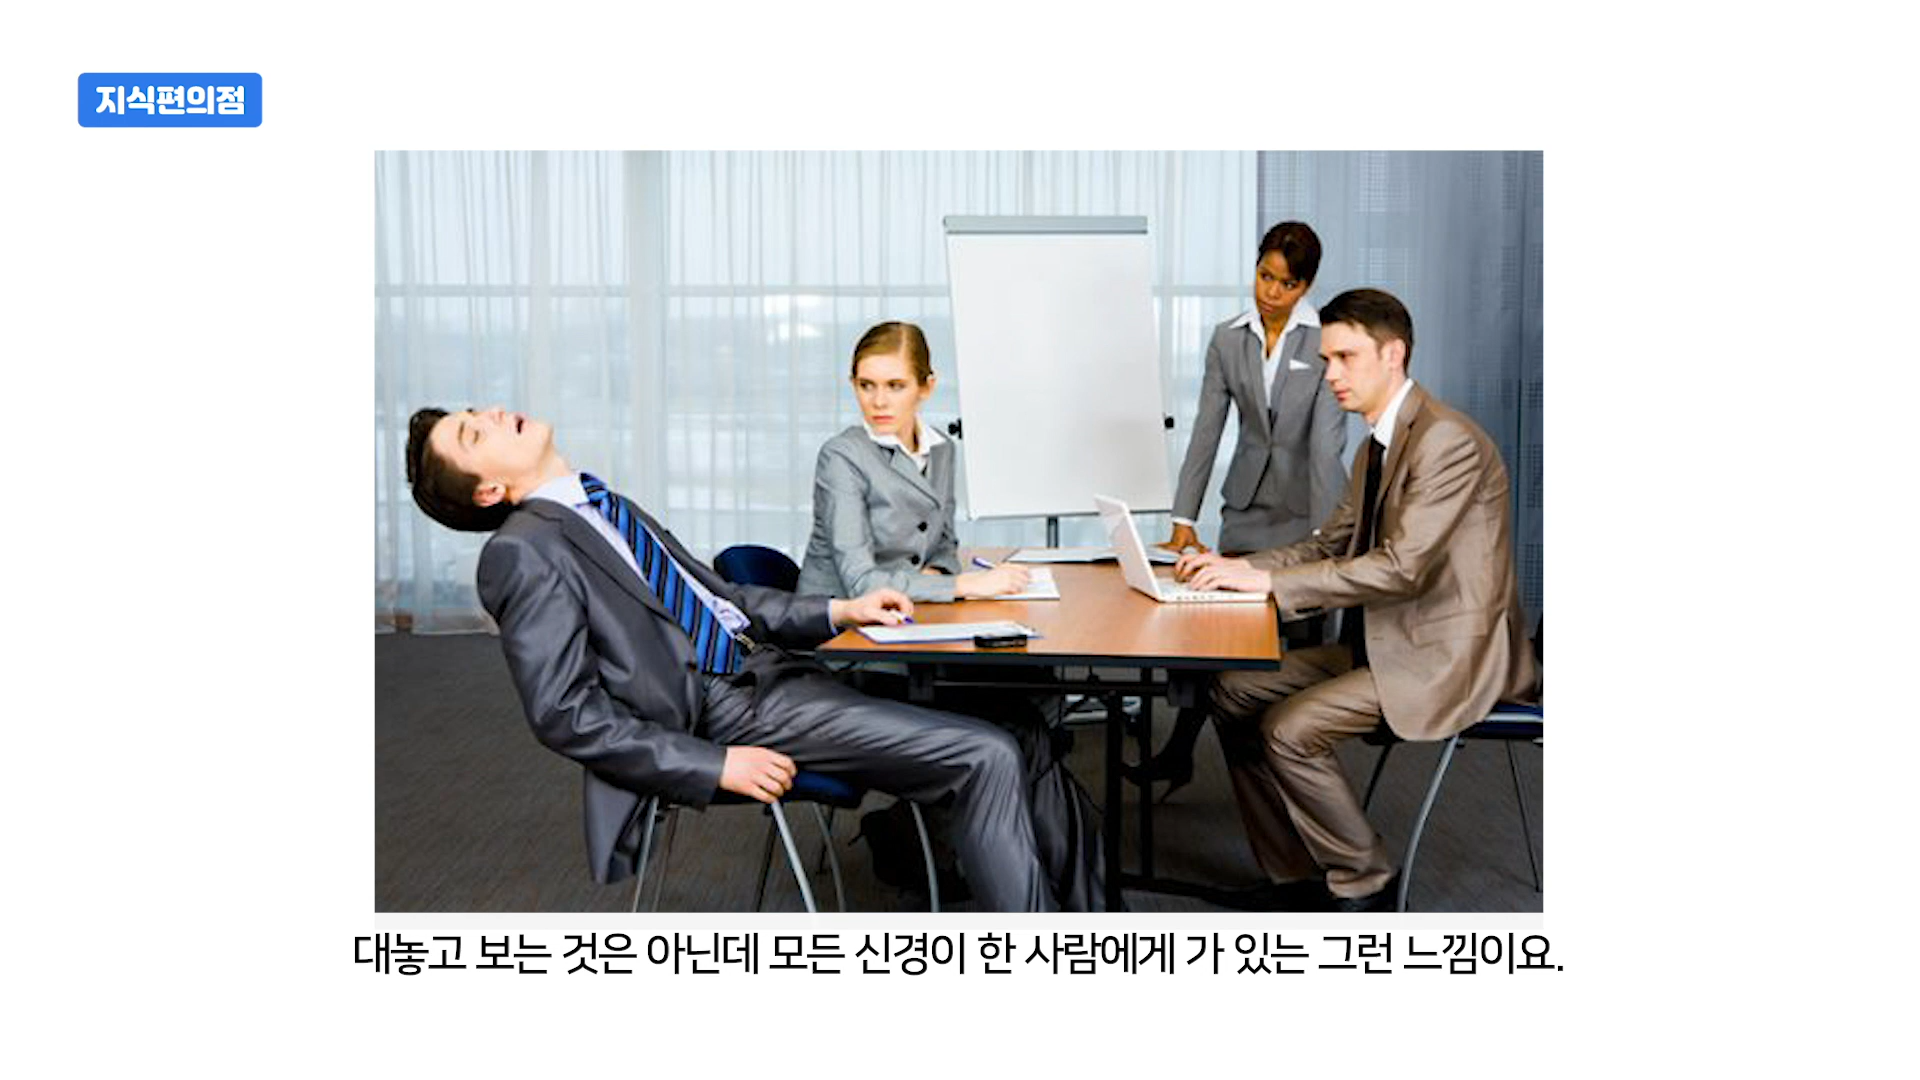 지식편의점
대놓고 보는 것은 아닌데 모든 신경이 한 사람에게 가 있는 그런 느낌이요.